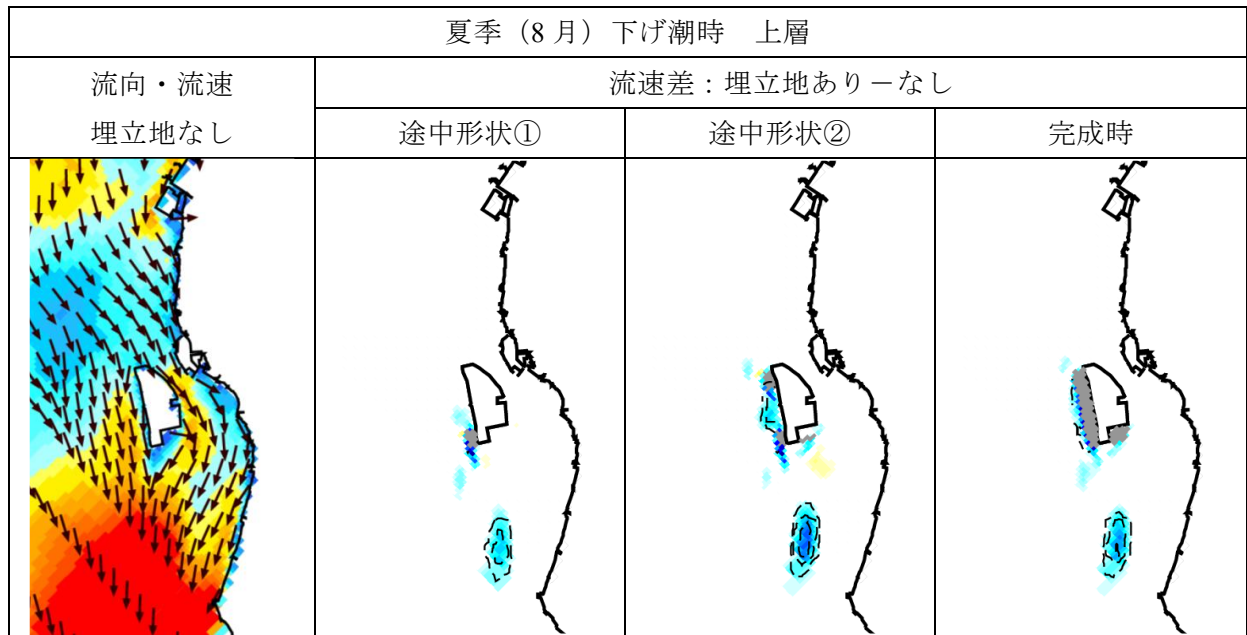 夏季（8月）下げ潮時　上層
流向・流速
埋立地なし
流速差：埋立地あり－なし
途中形状①
途中形状②
完成時